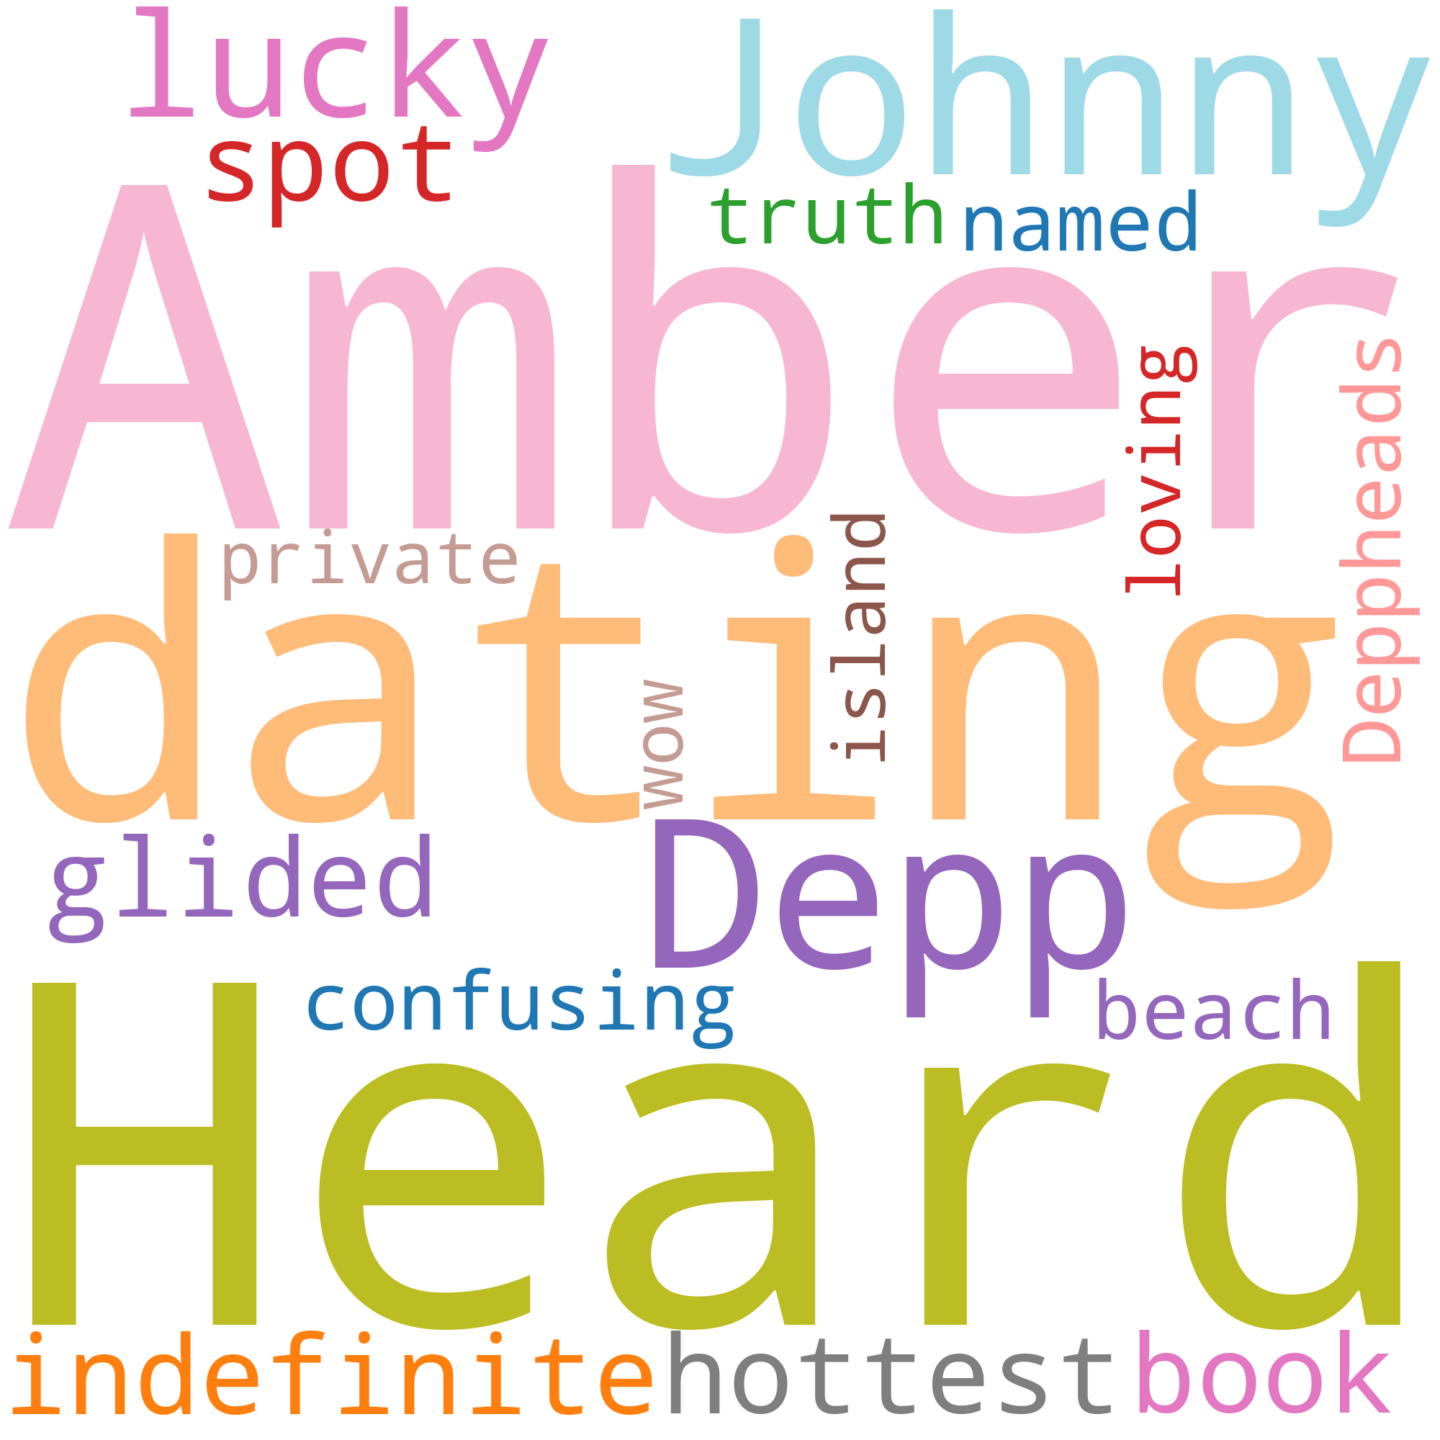 lucky
Johnny
spot
truth
named
Amber
loving
Deppheads
private
island
dating
wow
glided
Depp
confusing
beach
Heard
indefinite
hottest
book